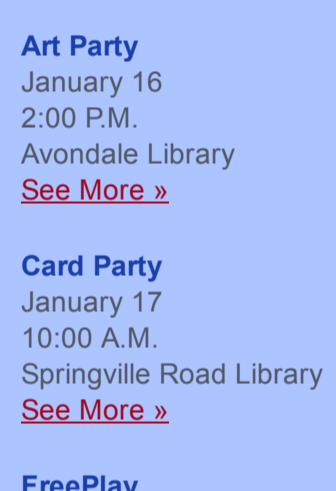 Art Party
January 16
2:00 P.M.
Avondale Library
See More »
Card Party
January 17
10:00 A.M.
Springville Road Library
See More »
FreePlay